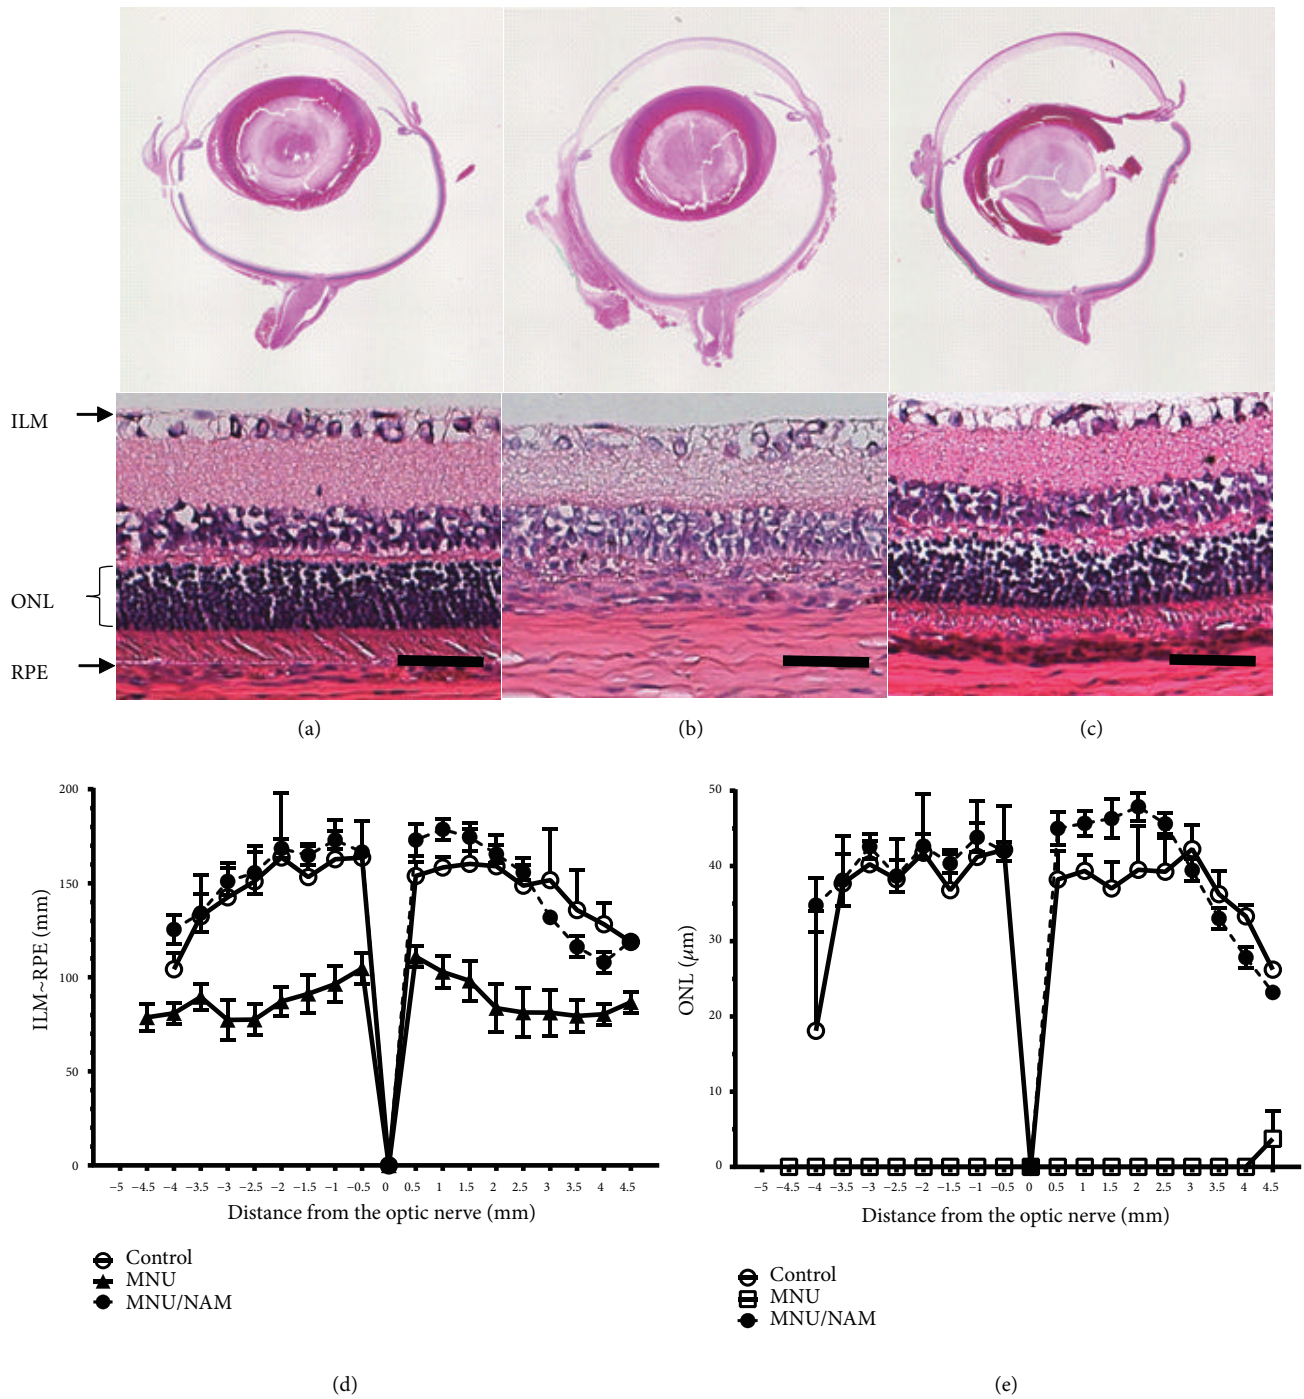 ILM
ONL
RPE
(a)
(b)
(c)
200
150
100
50
0
ILM~RPE (mm)
−5 −4.5 −4 −3.5 −3 −2.5 −2 −1.5 −1 −0.5 0 0.5 1 1.5 2 2.5 3 3.5 4 4.5
Distance from the optic nerve (mm)
Control
MNU
MNU/NAM
(d)
50
40
30
20
10
0
ONL (μm)
−5 −4.5 −4 −3.5 −3 −2.5 −2 −1.5 −1 −0.5 0 0.5 1 1.5 2 2.5 3 3.5 4 4.5
Distance from the optic nerve (mm)
Control
MNU
MNU/NAM
(e)